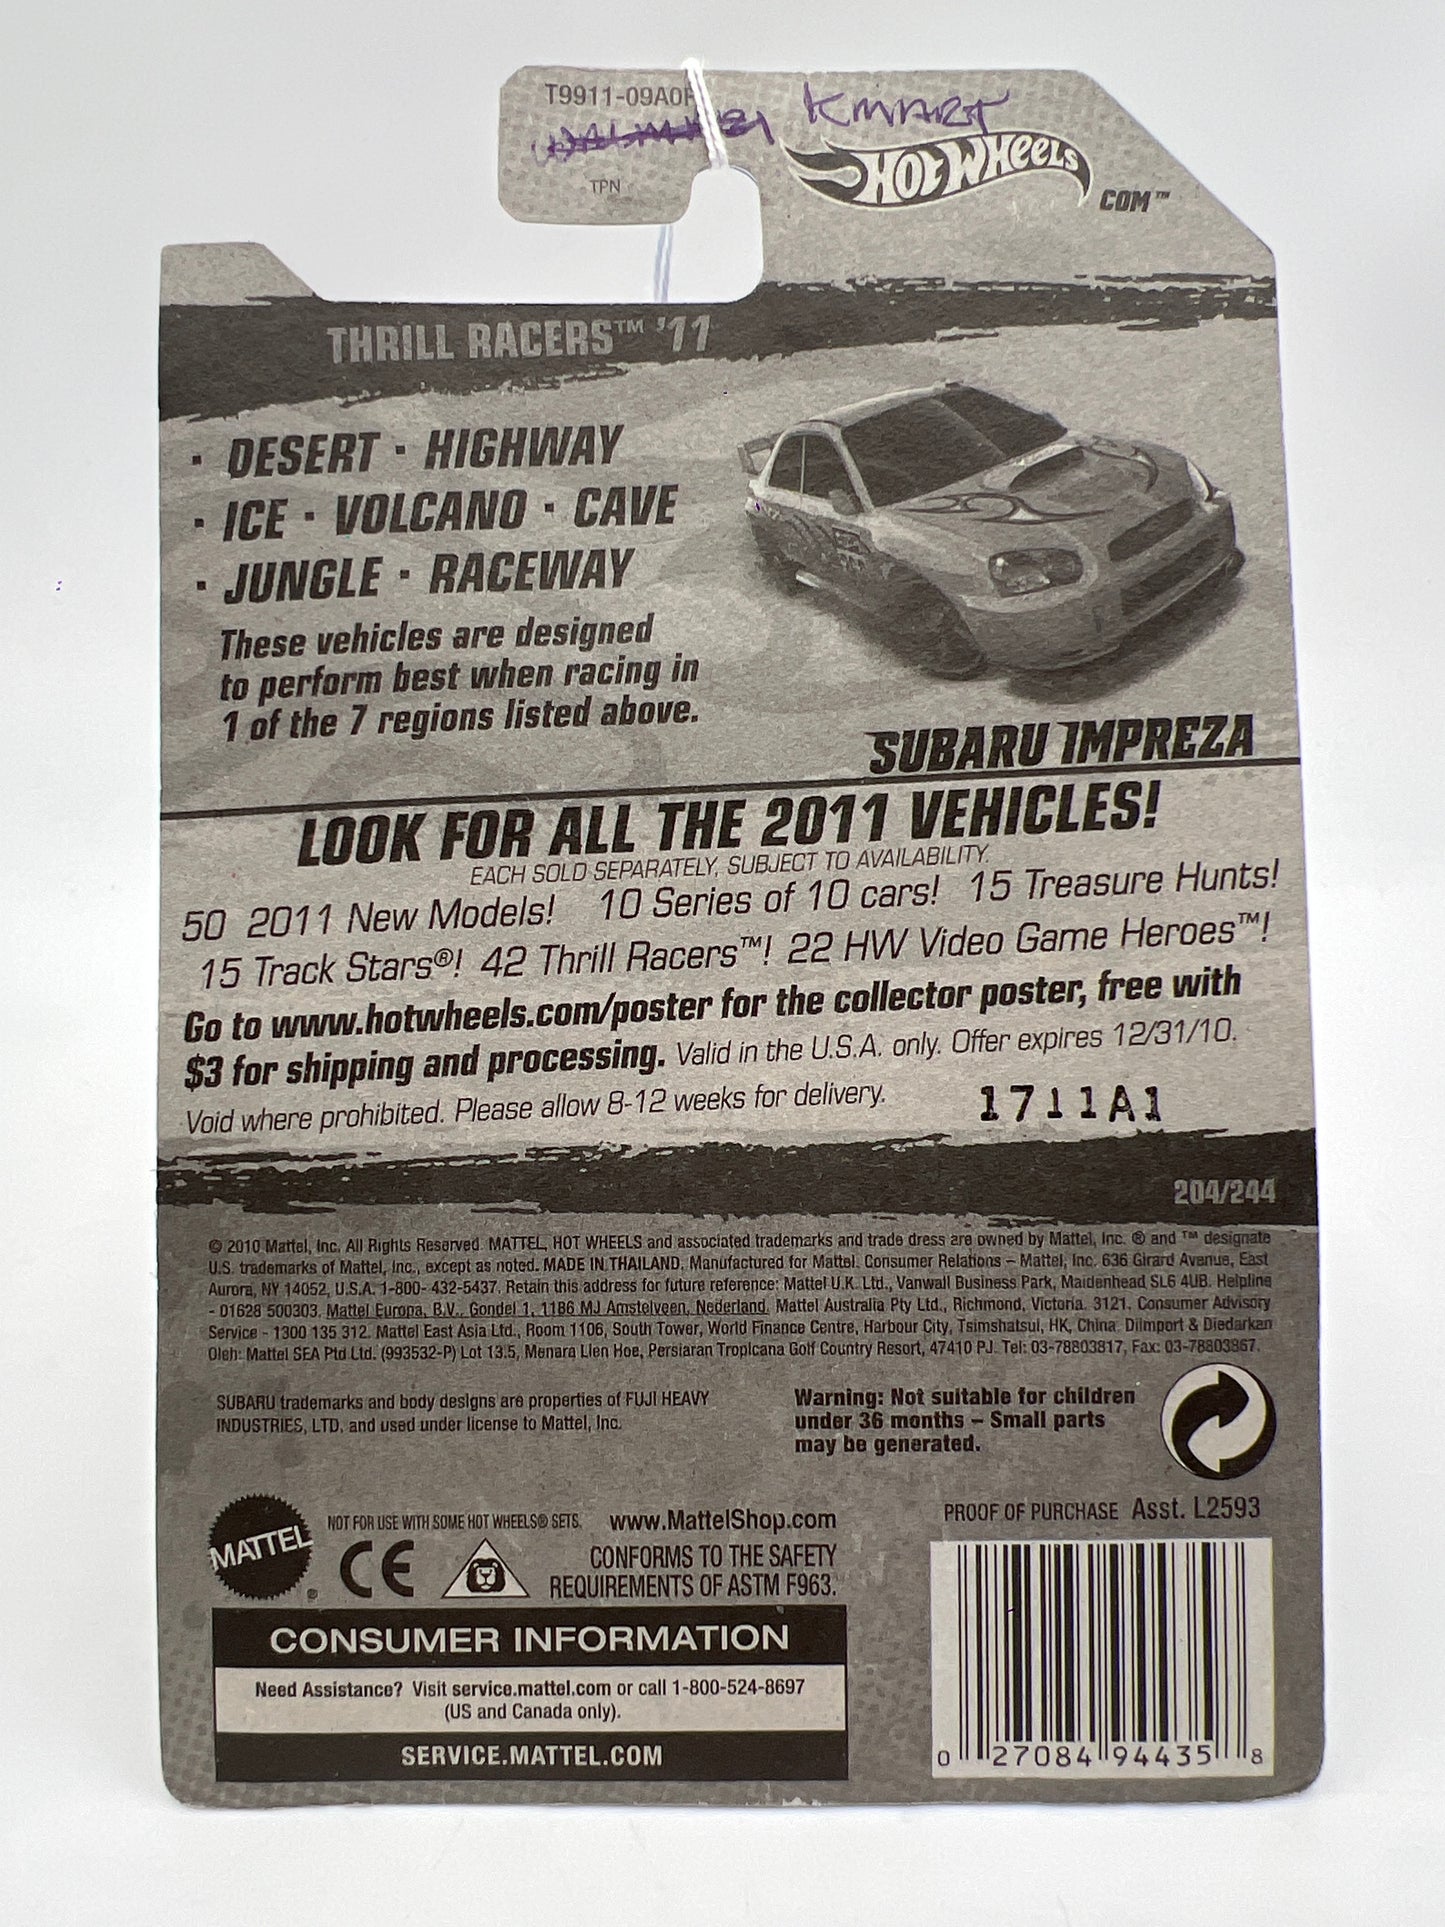 T9911-09A0
KMART
TPN
HOT WHEELS
COM™
THRILL RACERS™ '11
· DESERT · HIGHWAY
· ICE · VOLCANO · CAVE
· JUNGLE · RACEWAY
These vehicles are designed
to perform best when racing in
1 of the 7 regions listed above.
SUBARU IMPREZA
LOOK FOR ALL THE 2011 VEHICLES!
EACH SOLD SEPARATELY, SUBJECT TO AVAILABILITY.
50 2011 New Models! 10 Series of 10 cars! 15 Treasure Hunts!
15 Track Stars®! 42 Thrill Racers™! 22 HW Video Game Heroes™!
Go to www.hotwheels.com/poster for the collector poster, free with
$3 for shipping and processing. Valid in the U.S.A. only. Offer expires 12/31/10.
Void where prohibited. Please allow 8-12 weeks for delivery.
1711A1
204/244
© 2010 Mattel, Inc. All Rights Reserved. MATTEL, HOT WHEELS and associated trademarks and trade dress are owned by Mattel, Inc. ® and ™ designate
U.S. trademarks of Mattel, Inc., except as noted. MADE IN THAILAND. Manufactured for Mattel. Consumer Relations – Mattel, Inc. 636 Girard Avenue, East
Aurora, NY 14052, U.S.A. 1-800- 432-5437. Retain this address for future reference: Mattel U.K. Ltd., Vanwall Business Park, Maidenhead SL6 4UB. Helpline
- 01628 500303. Mattel Europa, B.V., Gondel 1, 1186 MJ Amstelveen, Nederland. Mattel Australia Pty Ltd., Richmond, Victoria. 3121. Consumer Advisory
Service - 1300 135 312. Mattel East Asia Ltd., Room 1106, South Tower, World Finance Centre, Harbour City, Tsimshatsui, HK, China. Diimport & Diedarkan
Oleh: Mattel SEA Ptd Ltd. (993532-P) Lot 13.5, Menara Lien Hoe, Persiaran Tropicana Golf Country Resort, 47410 PJ. Tel: 03-78803817, Fax: 03-78803867.
SUBARU trademarks and body designs are properties of FUJI HEAVY
INDUSTRIES, LTD. and used under license to Mattel, Inc.
Warning: Not suitable for children
under 36 months – Small parts
may be generated.
PROOF OF PURCHASE Asst. L2593
MATTEL®
NOT FOR USE WITH SOME HOT WHEELS® SETS. www.MattelShop.com
CE
CONFORMS TO THE SAFETY
REQUIREMENTS OF ASTM F963.
CONSUMER INFORMATION
Need Assistance? Visit service.mattel.com or call 1-800-524-8697
(US and Canada only).
SERVICE.MATTEL.COM
0 27084 94435 8